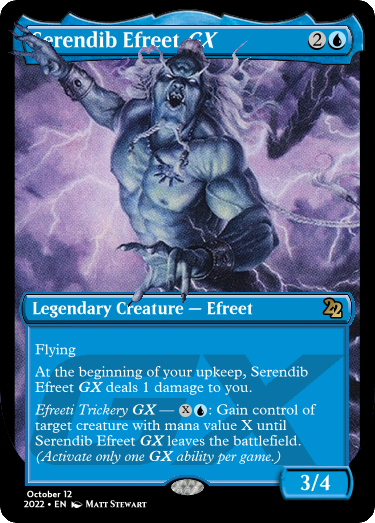 Serendib Efreet GX 2
Legendary Creature — Efreet 22
Flying
At the beginning of your upkeep, Serendib
Efreet GX deals 1 damage to you.
Efreeti Trickery GX — X : Gain control of
target creature with mana value X until
Serendib Efreet GX leaves the battlefield.
(Activate only one GX ability per game.)
3/4
October 12
2022 • EN Matt Stewart